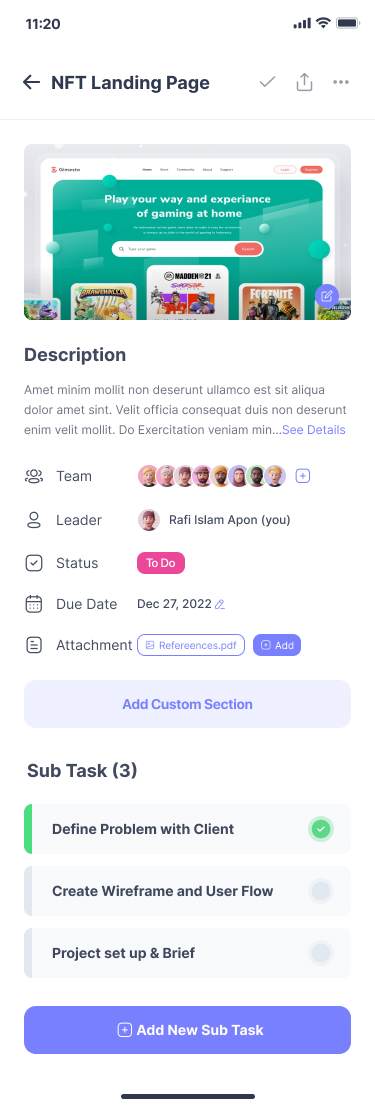 11:20
NFT Landing Page
Gimsesto
Home Store Community About Support
Login Register
Play your way and experiance
of gaming at home
Type your game
Search
MADDEN NFL 21
DRAWENHALLS
FORTNITE
Description
Amet minim mollit non deserunt ullamco est sit aliqua
dolor amet sint. Velit officia consequat duis non deserunt
enim velit mollit. Do Exercitation veniam min...See Details
Team
Leader Rafi Islam Apon (you)
Status To Do
Due Date Dec 27, 2022
Attachment Refereences.pdf Add
Add Custom Section
Sub Task (3)
Define Problem with Client
Create Wireframe and User Flow
Project set up & Brief
Add New Sub Task